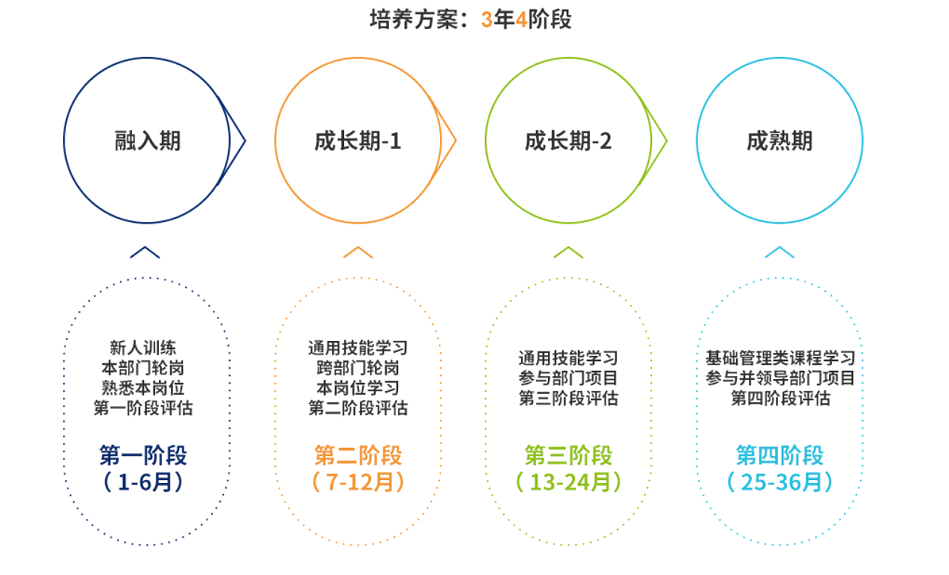 培养方案：3年4阶段
融入期
成长期-1
成长期-2
成熟期
新人训练
本部门轮岗
熟悉本岗位
第一阶段评估
第一阶段
（ 1-6月）
通用技能学习
跨部门轮岗
本岗位学习
第二阶段评估
第二阶段
（ 7-12月）
通用技能学习
参与部门项目
第三阶段评估
第三阶段
（ 13-24月）
基础管理类课程学习
参与并领导部门项目
第四阶段评估
第四阶段
（ 25-36月）